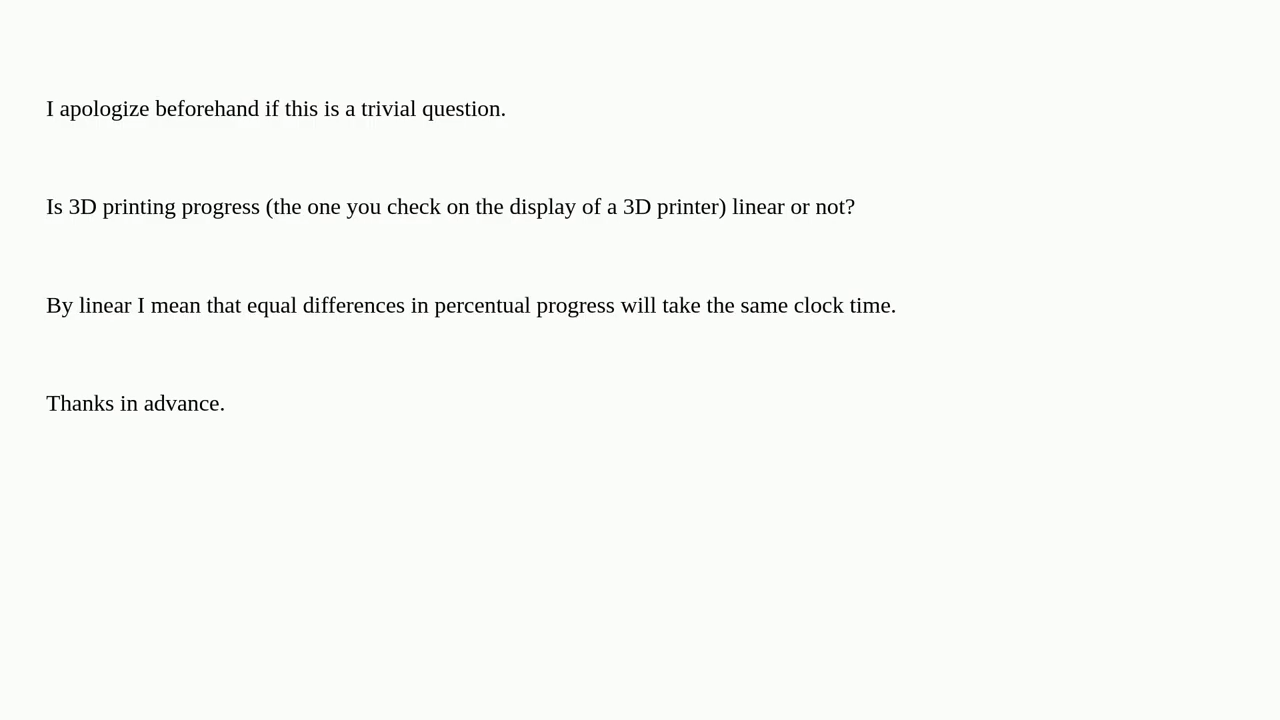 I apologize beforehand if this is a trivial question.
Is 3D printing progress (the one you check on the display of a 3D printer) linear or not?
By linear I mean that equal differences in percentual progress will take the same clock time.
Thanks in advance.